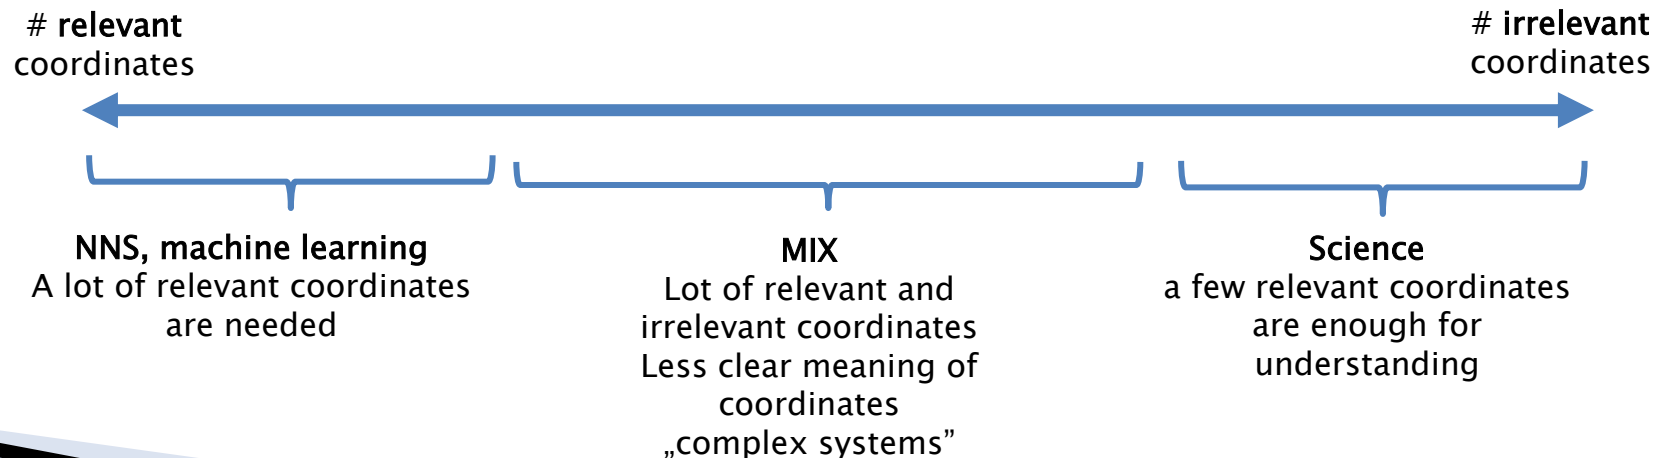 # relevant
coordinates
# irrelevant
coordinates
NNS, machine learning
A lot of relevant coordinates
are needed
MIX
Lot of relevant and
irrelevant coordinates
Less clear meaning of
coordinates
„complex systems”
Science
a few relevant coordinates
are enough for
understanding